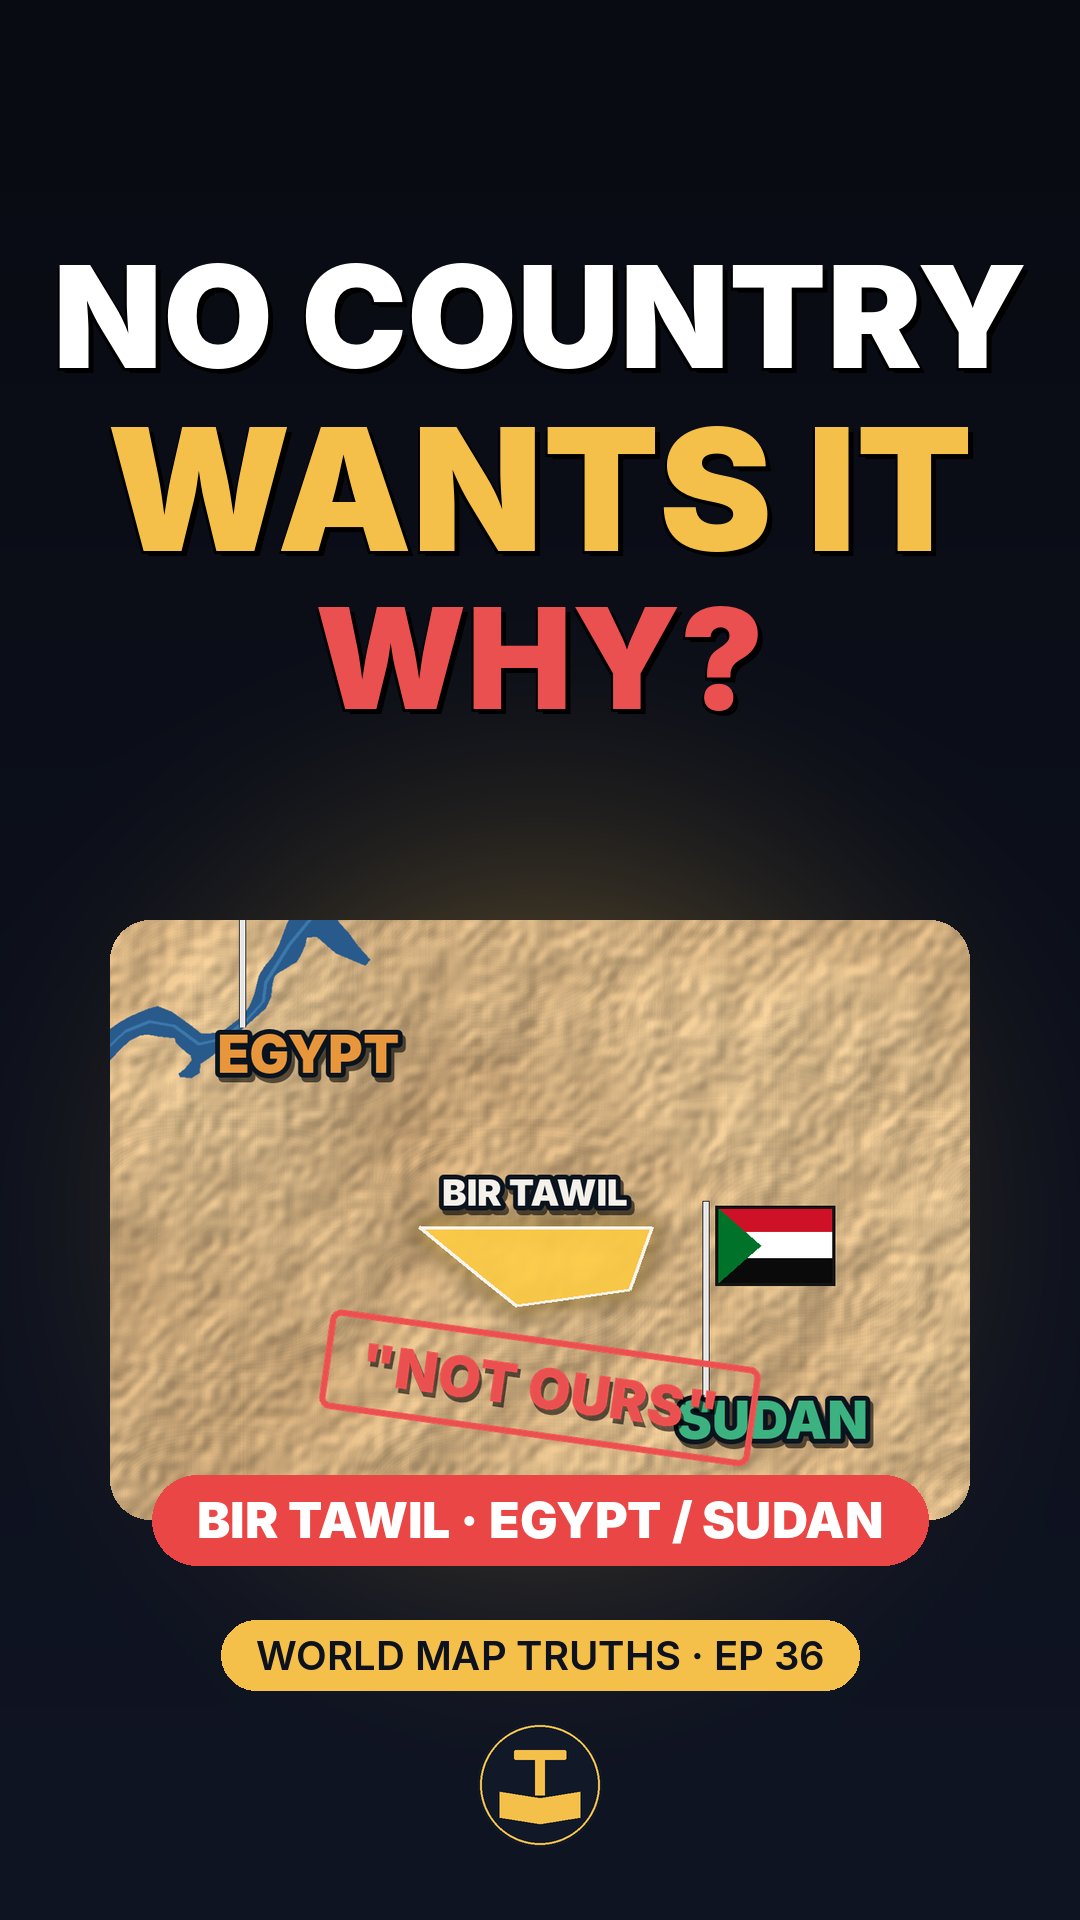 NO COUNTRY
WANTS IT
WHY?
EGYPT
BIR TAWIL
"NOT OURS"
SUDAN
BIR TAWIL · EGYPT / SUDAN
WORLD MAP TRUTHS · EP 36
T